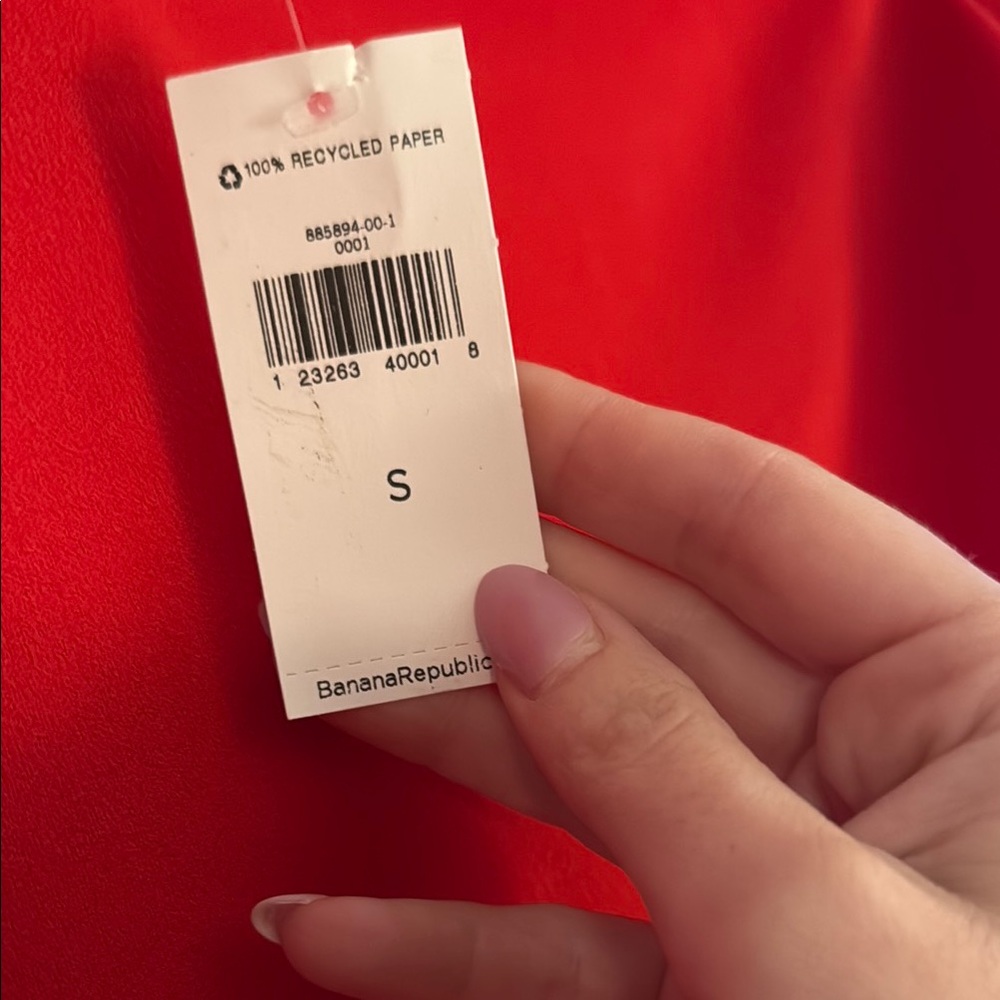 100% RECYCLED PAPER
885894-00-1
0001
1 23263 40001 8
S
BananaRepublic